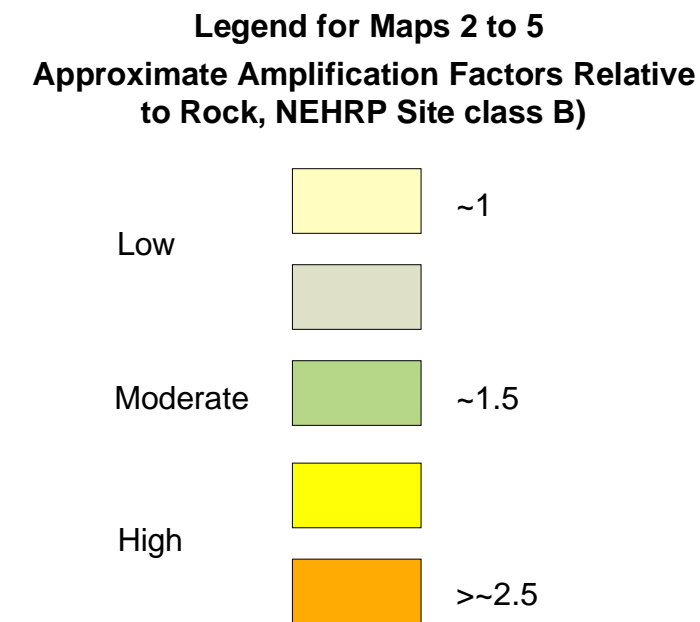 Legend for Maps 2 to 5
Approximate Amplification Factors Relative
to Rock, NEHRP Site class B)
~1
Low
Moderate
~1.5
High
>~2.5